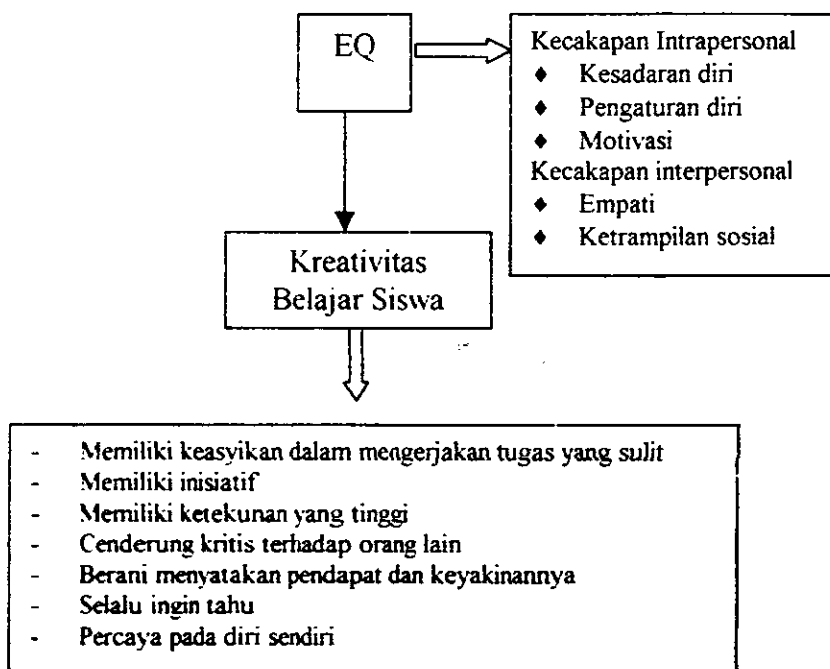 EQ
Kecakapan Intrapersonal
♦ Kesadaran diri
♦ Pengaturan diri
♦ Motivasi
Kecakapan interpersonal
♦ Empati
♦ Ketrampilan sosial
Kreativitas
Belajar Siswa
- Memiliki keasyikan dalam mengerjakan tugas yang sulit
- Memiliki inisiatif
- Memiliki ketekunan yang tinggi
- Cenderung kritis terhadap orang lain
- Berani menyatakan pendapat dan keyakinannya
- Selalu ingin tahu
- Percaya pada diri sendiri